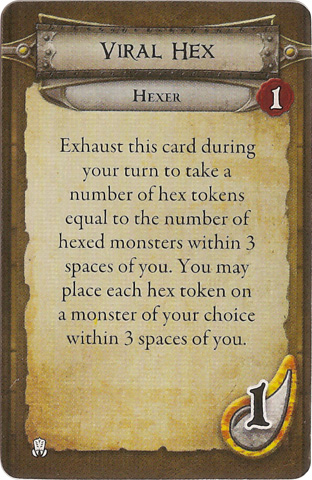 Viral Hex
Hexer
1
Exhaust this card during
your turn to take a
number of hex tokens
equal to the number of
hexed monsters within 3
spaces of you. You may
place each hex token on
a monster of your choice
within 3 spaces of you.
1